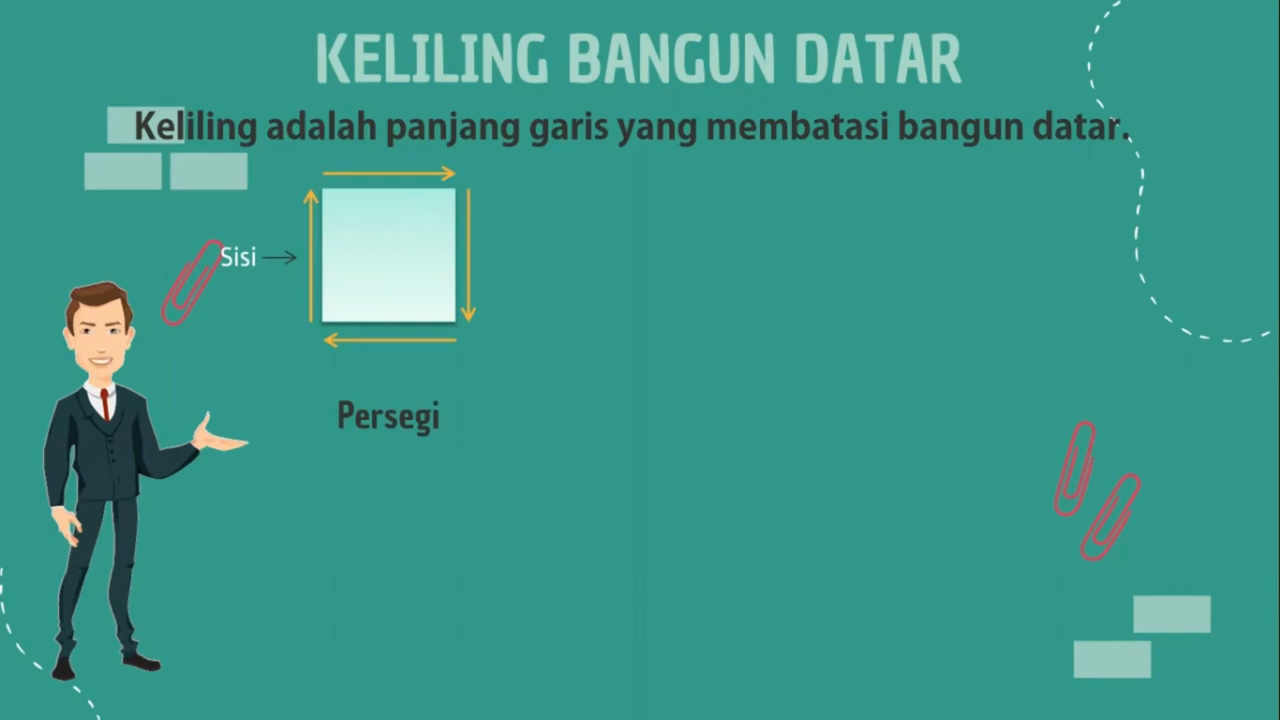 KELILING BANGUN DATAR
Keliling adalah panjang garis yang membatasi bangun datar.
Sisi
Persegi